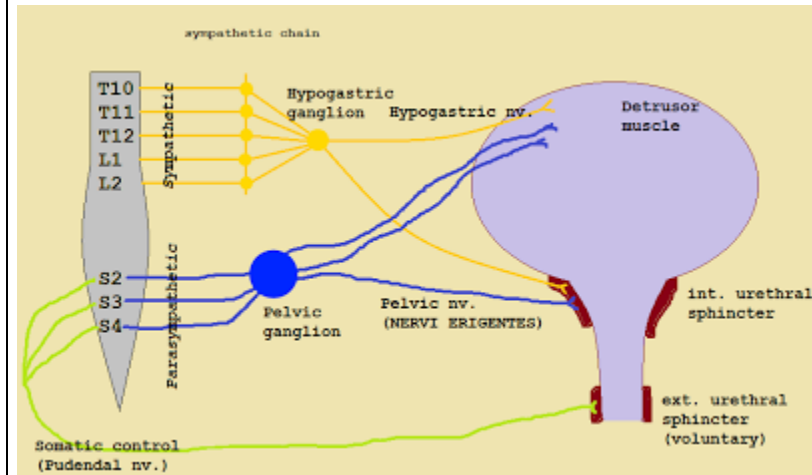 sympathetic chain
T10
T11
T12
L1
L2
Sympathetic
Hypogastric
ganglion
Hypogastric nv.
Detrusor
muscle
S2
S3
S4
Parasympathetic
Pelvic
ganglion
Pelvic nv.
(NERVI ERIGENTES)
int. urethral
sphincter
ext. urethral
sphincter
(voluntary)
Somatic control
(Pudendal nv.)